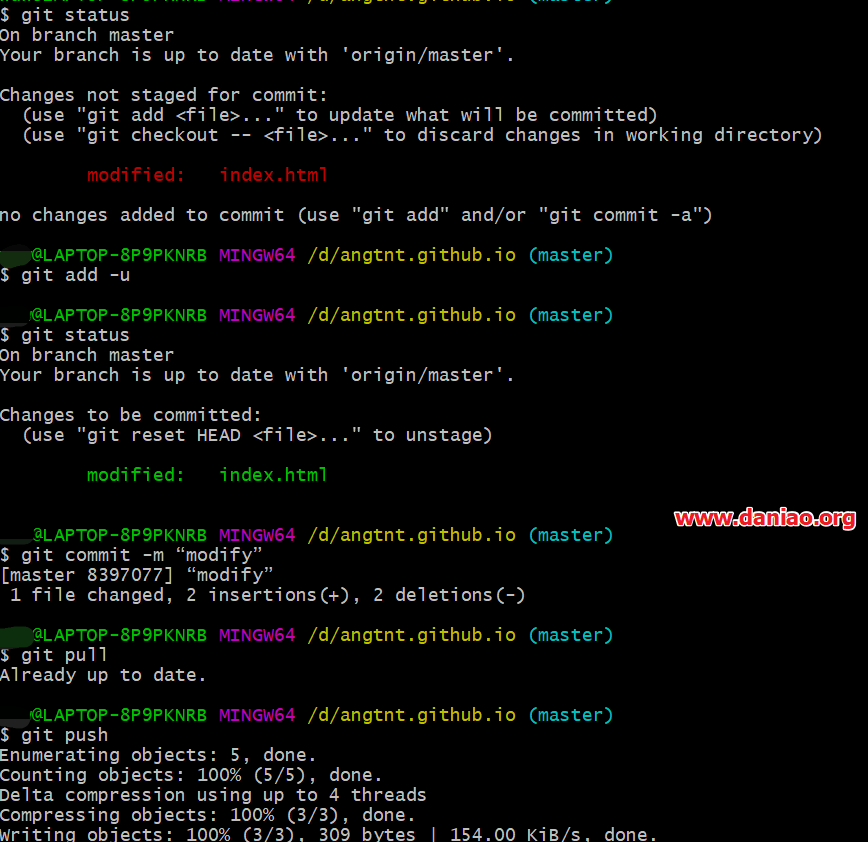 $ git status
On branch master
Your branch is up to date with 'origin/master'.
Changes not staged for commit:
(use "git add <file>..." to update what will be committed)
(use "git checkout -- <file>..." to discard changes in working directory)
modified: index.html
no changes added to commit (use "git add" and/or "git commit -a")
@LAPTOP-8P9PKNRB MINGW64 /d/angtnt.github.io (master)
$ git add -u
@LAPTOP-8P9PKNRB MINGW64 /d/angtnt.github.io (master)
$ git status
On branch master
Your branch is up to date with 'origin/master'.
Changes to be committed:
(use "git reset HEAD <file>..." to unstage)
modified: index.html
www.daniao.org
@LAPTOP-8P9PKNRB MINGW64 /d/angtnt.github.io (master)
$ git commit -m “modify”
[master 8397077] “modify”
1 file changed, 2 insertions(+), 2 deletions(-)
@LAPTOP-8P9PKNRB MINGW64 /d/angtnt.github.io (master)
$ git pull
Already up to date.
@LAPTOP-8P9PKNRB MINGW64 /d/angtnt.github.io (master)
$ git push
Enumerating objects: 5, done.
Counting objects: 100% (5/5), done.
Delta compression using up to 4 threads
Compressing objects: 100% (3/3), done.
Writing objects: 100% (3/3), 309 bytes | 154.00 KiB/s, done.